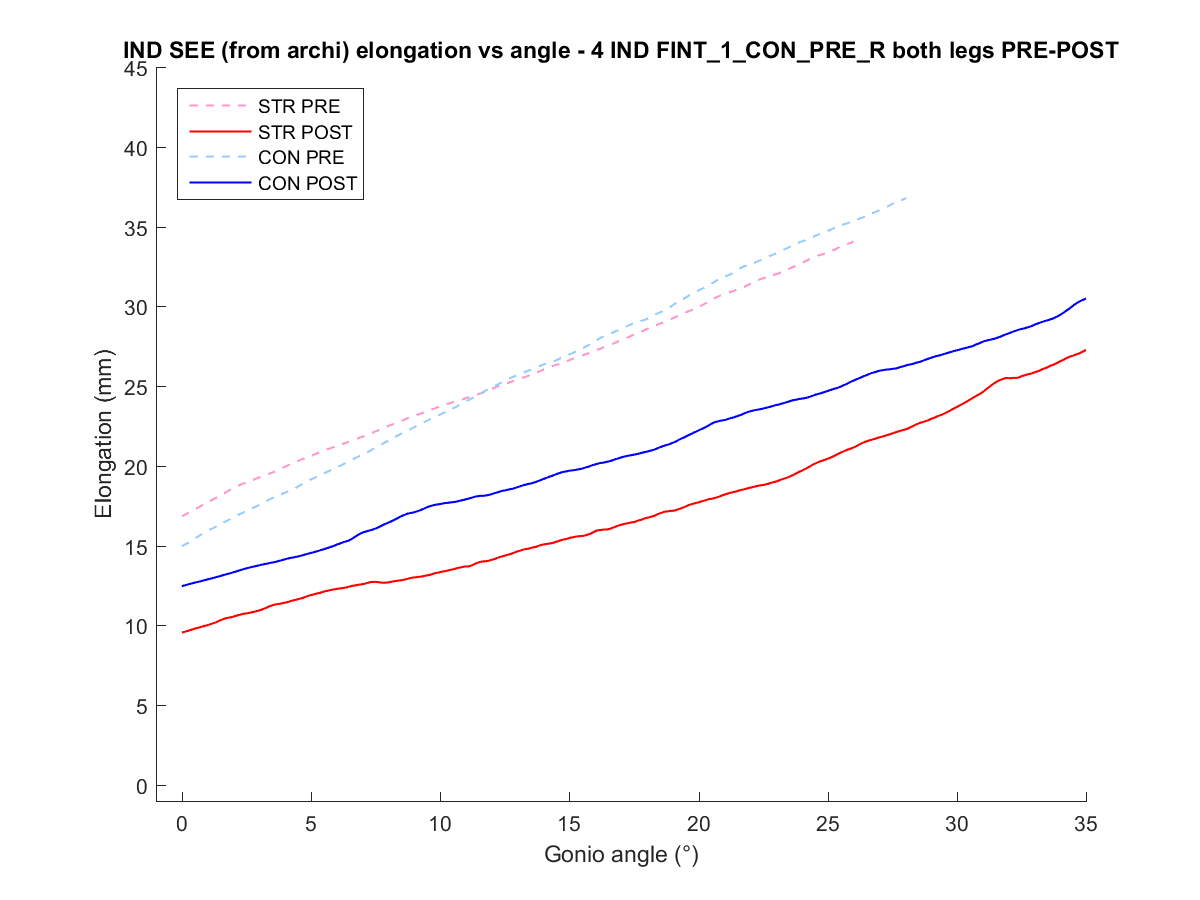 IND SEE (from archi) elongation vs angle - 4 IND FINT_1_CON_PRE_R both legs PRE-POST
STR PRE
STR POST
CON PRE
CON POST
45
40
35
30
25
20
15
10
5
0
Elongation (mm)
0 5 10 15 20 25 30 35
Gonio angle (°)